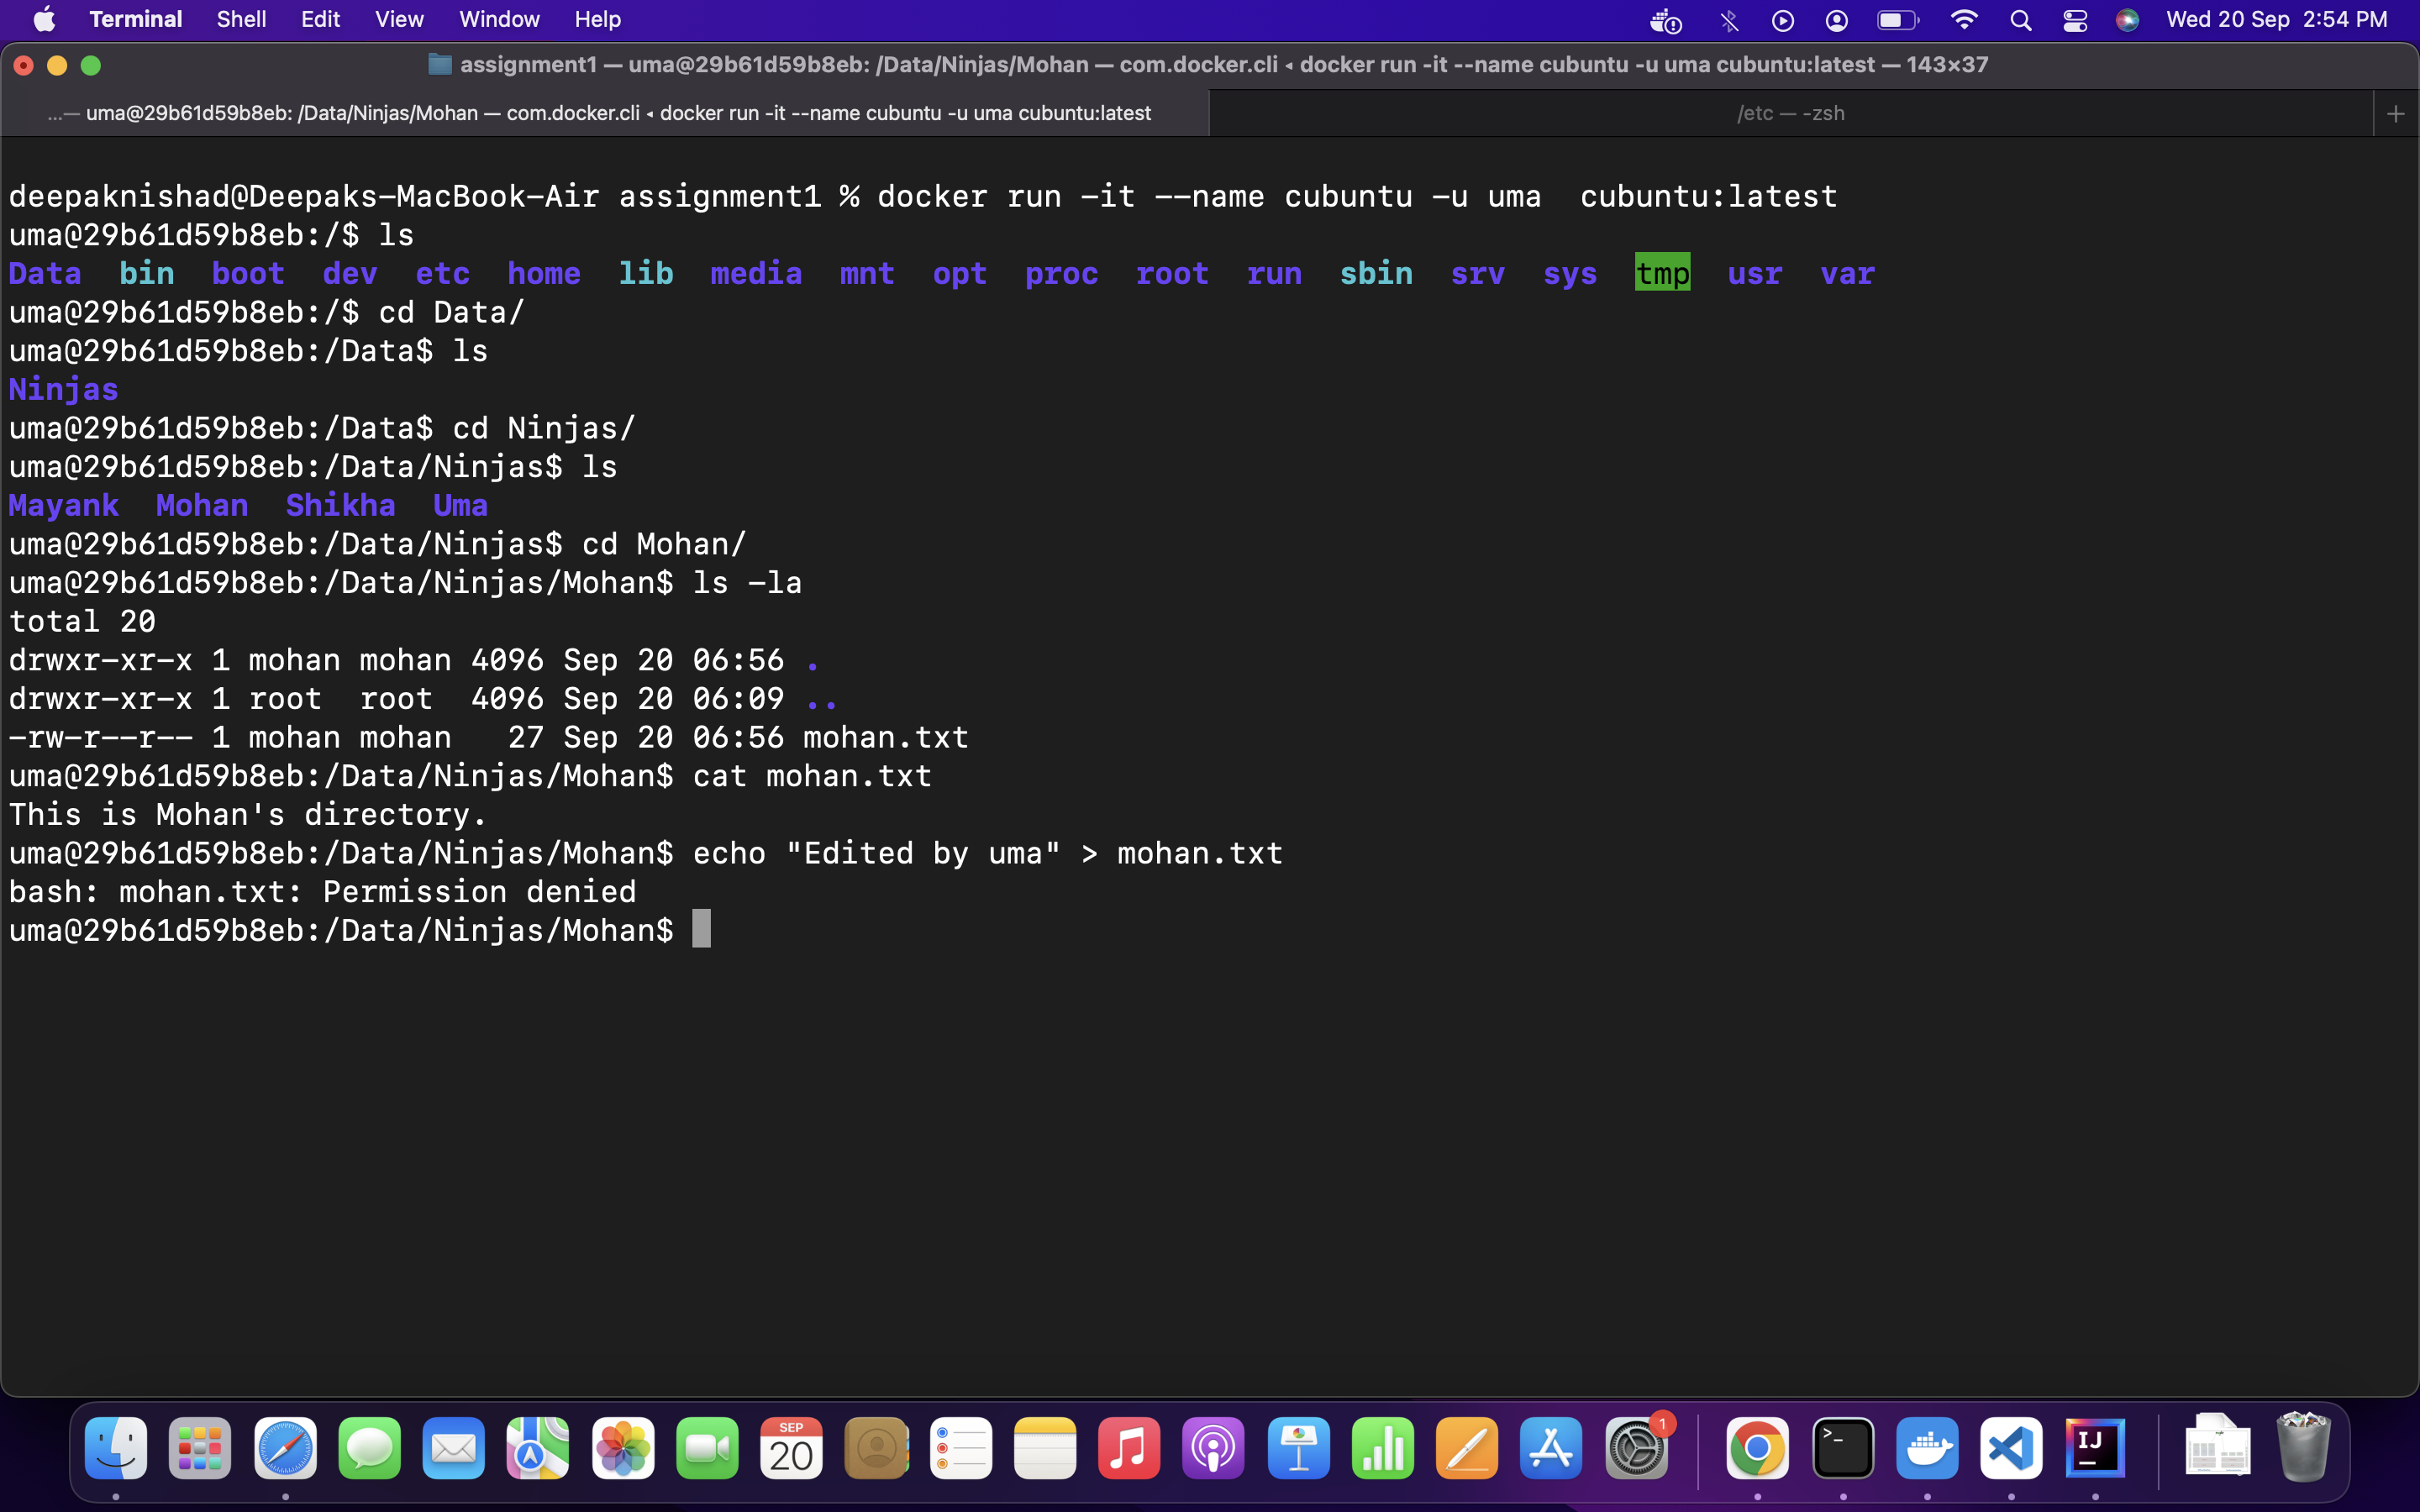 Terminal Shell Edit View Window Help Wed 20 Sep 2:54 PM
assignment1 — uma@29b61d59b8eb: /Data/Ninjas/Mohan — com.docker.cli ◂ docker run -it --name cubuntu -u uma cubuntu:latest — 143×37
...— uma@29b61d59b8eb: /Data/Ninjas/Mohan — com.docker.cli ◂ docker run -it --name cubuntu -u uma cubuntu:latest /etc — -zsh +
deepaknishad@Deepaks-MacBook-Air assignment1 % docker run -it --name cubuntu -u uma  cubuntu:latest
uma@29b61d59b8eb:/$ ls
Data  bin  boot  dev  etc  home  lib  media  mnt  opt  proc  root  run  sbin  srv  sys  tmp  usr  var
uma@29b61d59b8eb:/$ cd Data/
uma@29b61d59b8eb:/Data$ ls
Ninjas
uma@29b61d59b8eb:/Data$ cd Ninjas/
uma@29b61d59b8eb:/Data/Ninjas$ ls
Mayank  Mohan  Shikha  Uma
uma@29b61d59b8eb:/Data/Ninjas$ cd Mohan/
uma@29b61d59b8eb:/Data/Ninjas/Mohan$ ls -la
total 20
drwxr-xr-x 1 mohan mohan 4096 Sep 20 06:56 .
drwxr-xr-x 1 root  root  4096 Sep 20 06:09 ..
-rw-r--r-- 1 mohan mohan   27 Sep 20 06:56 mohan.txt
uma@29b61d59b8eb:/Data/Ninjas/Mohan$ cat mohan.txt
This is Mohan's directory.
uma@29b61d59b8eb:/Data/Ninjas/Mohan$ echo "Edited by uma" > mohan.txt
bash: mohan.txt: Permission denied
uma@29b61d59b8eb:/Data/Ninjas/Mohan$
SEP
20
1
>_
IJ